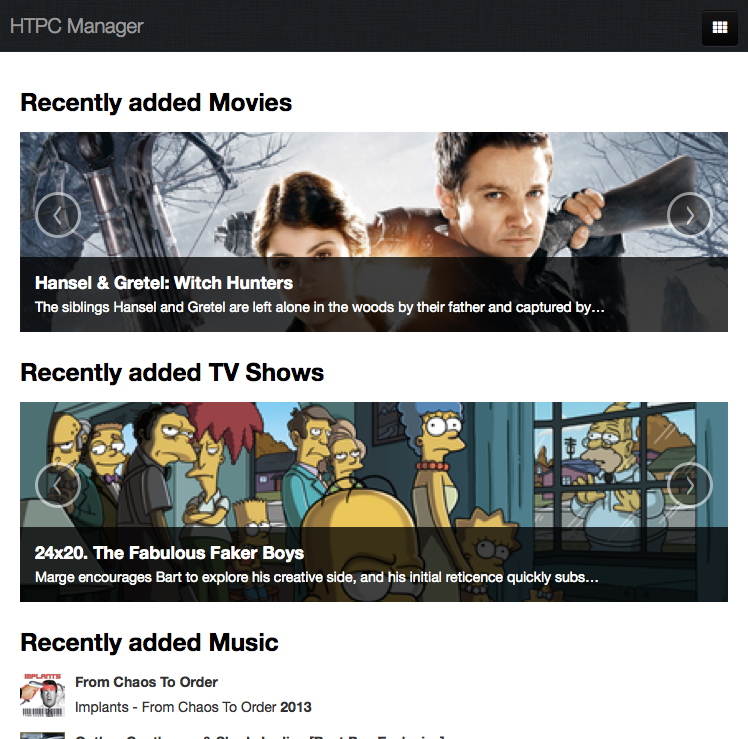 HTPC Manager
Recently added Movies
Hansel & Gretel: Witch Hunters
The siblings Hansel and Gretel are left alone in the woods by their father and captured by…
Recently added TV Shows
24x20. The Fabulous Faker Boys
Marge encourages Bart to explore his creative side, and his initial reticence quickly subs…
Recently added Music
IMPLANTS
From Chaos To Order
Implants - From Chaos To Order 2013